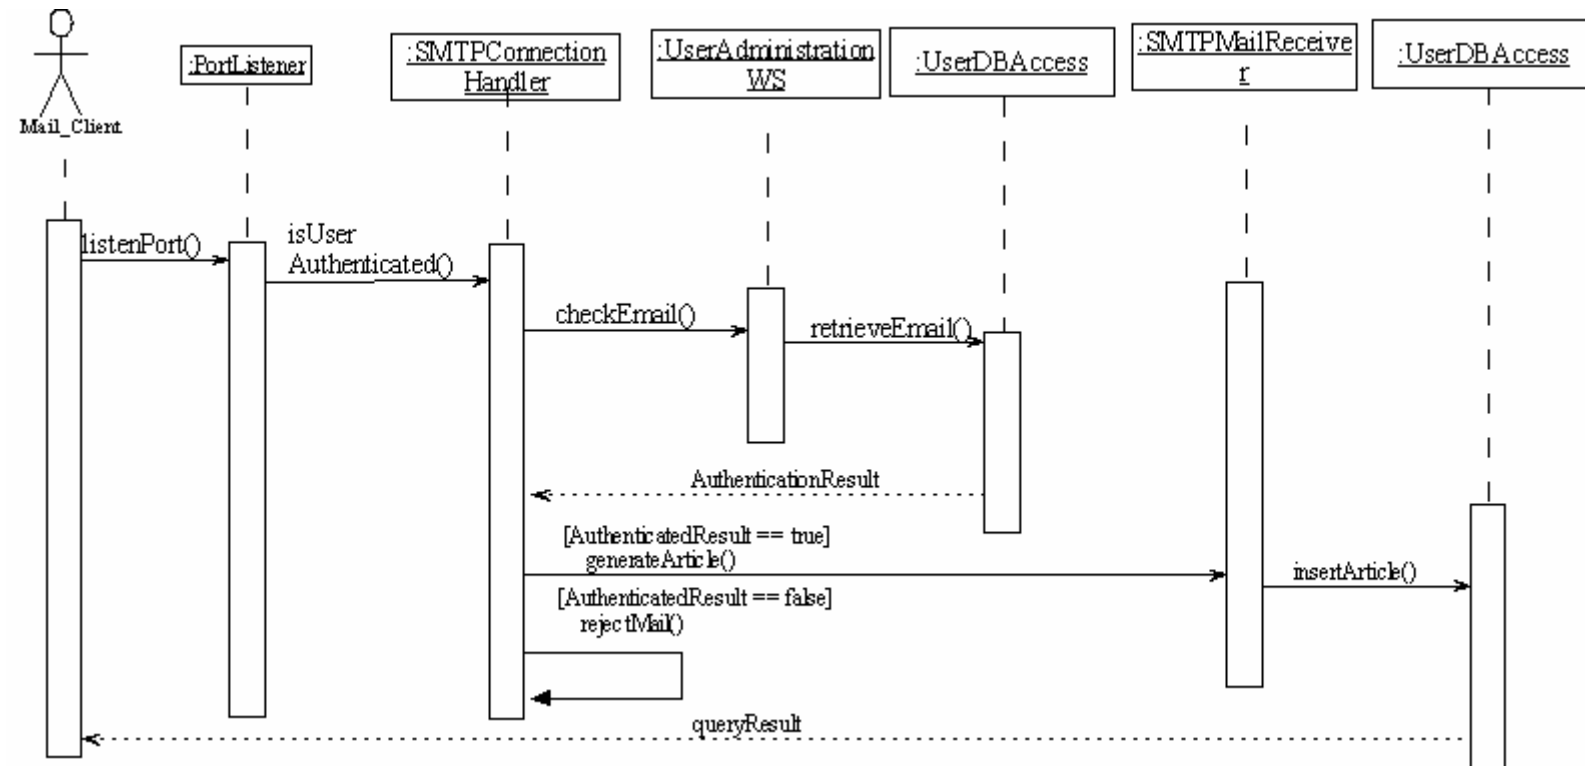 Mail_Client
:PortListener
:SMTPConnection
Handler
:UserAdministration
WS
:UserDBAccess
:SMTPMailReceive
r
:UserDBAccess
listenPort()
isUser
Authenticated()
checkEmail()
retrieveEmail()
AuthenticationResult
[AuthenticatedResult == true]
generateArticle()
insertArticle()
[AuthenticatedResult == false]
rejectMail()
queryResult